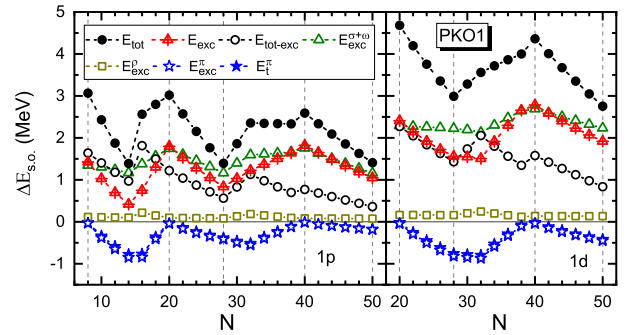 5
4
3
2
1
0
-1
ΔE_s.o. (MeV)
E_tot E_exc E_tot-exc E_exc^σ+ω
E_exc^ρ E_exc^π E_t^π
PKO1
1p
1d
10 20 30 40 50
20 30 40 50
N
N